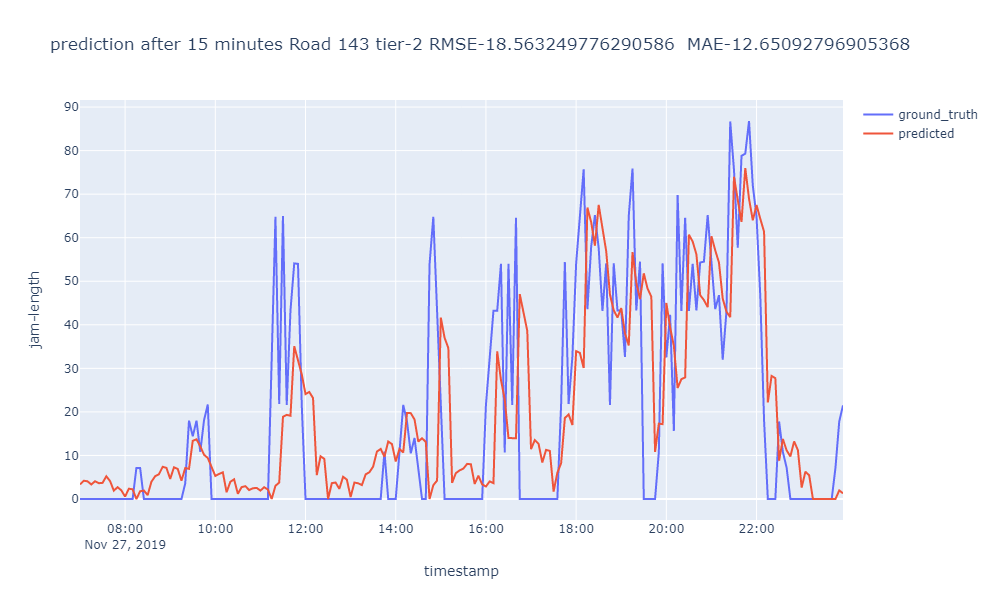 prediction after 15 minutes Road 143 tier-2 RMSE-18.563249776290586  MAE-12.65092796905368
ground_truth
predicted
90
80
70
60
50
40
30
20
10
0
jam-length
08:00 10:00 12:00 14:00 16:00 18:00 20:00 22:00
Nov 27, 2019
timestamp